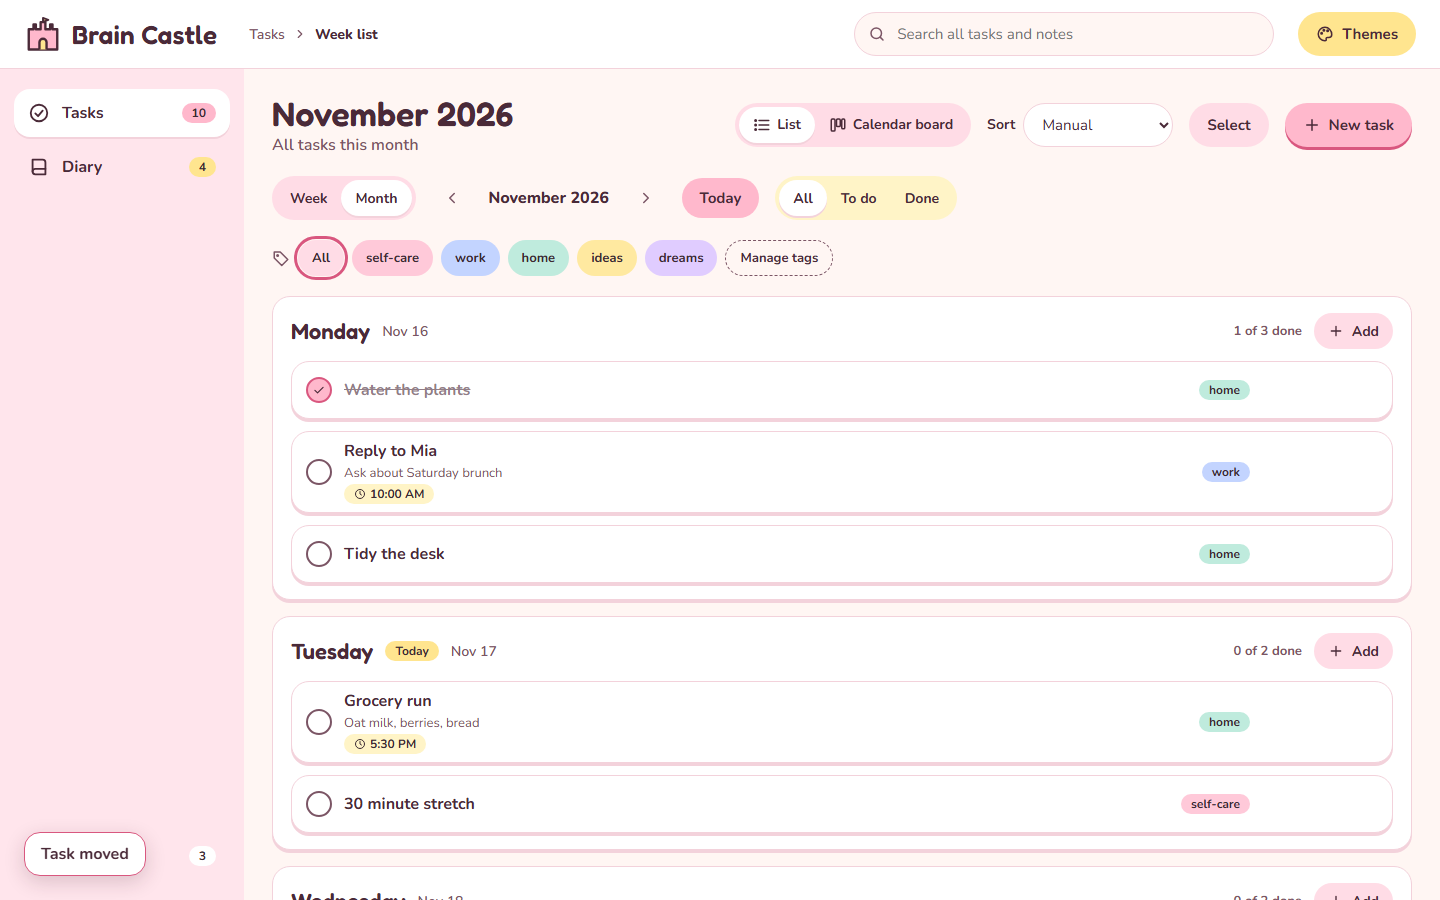 Brain Castle
Tasks > Week list
Search all tasks and notes
Themes
Tasks 10
Diary 4
November 2026
All tasks this month
List
Calendar board
Sort
Manual
Select
+ New task
Week
Month
November 2026
Today
All
To do
Done
All
self-care
work
home
ideas
dreams
Manage tags
Monday Nov 16
1 of 3 done
+ Add
Water the plants
home
Reply to Mia
Ask about Saturday brunch
10:00 AM
work
Tidy the desk
home
Tuesday Today Nov 17
0 of 2 done
+ Add
Grocery run
Oat milk, berries, bread
5:30 PM
home
30 minute stretch
self-care
Task moved
3
Wednesday Nov 18
+ Add